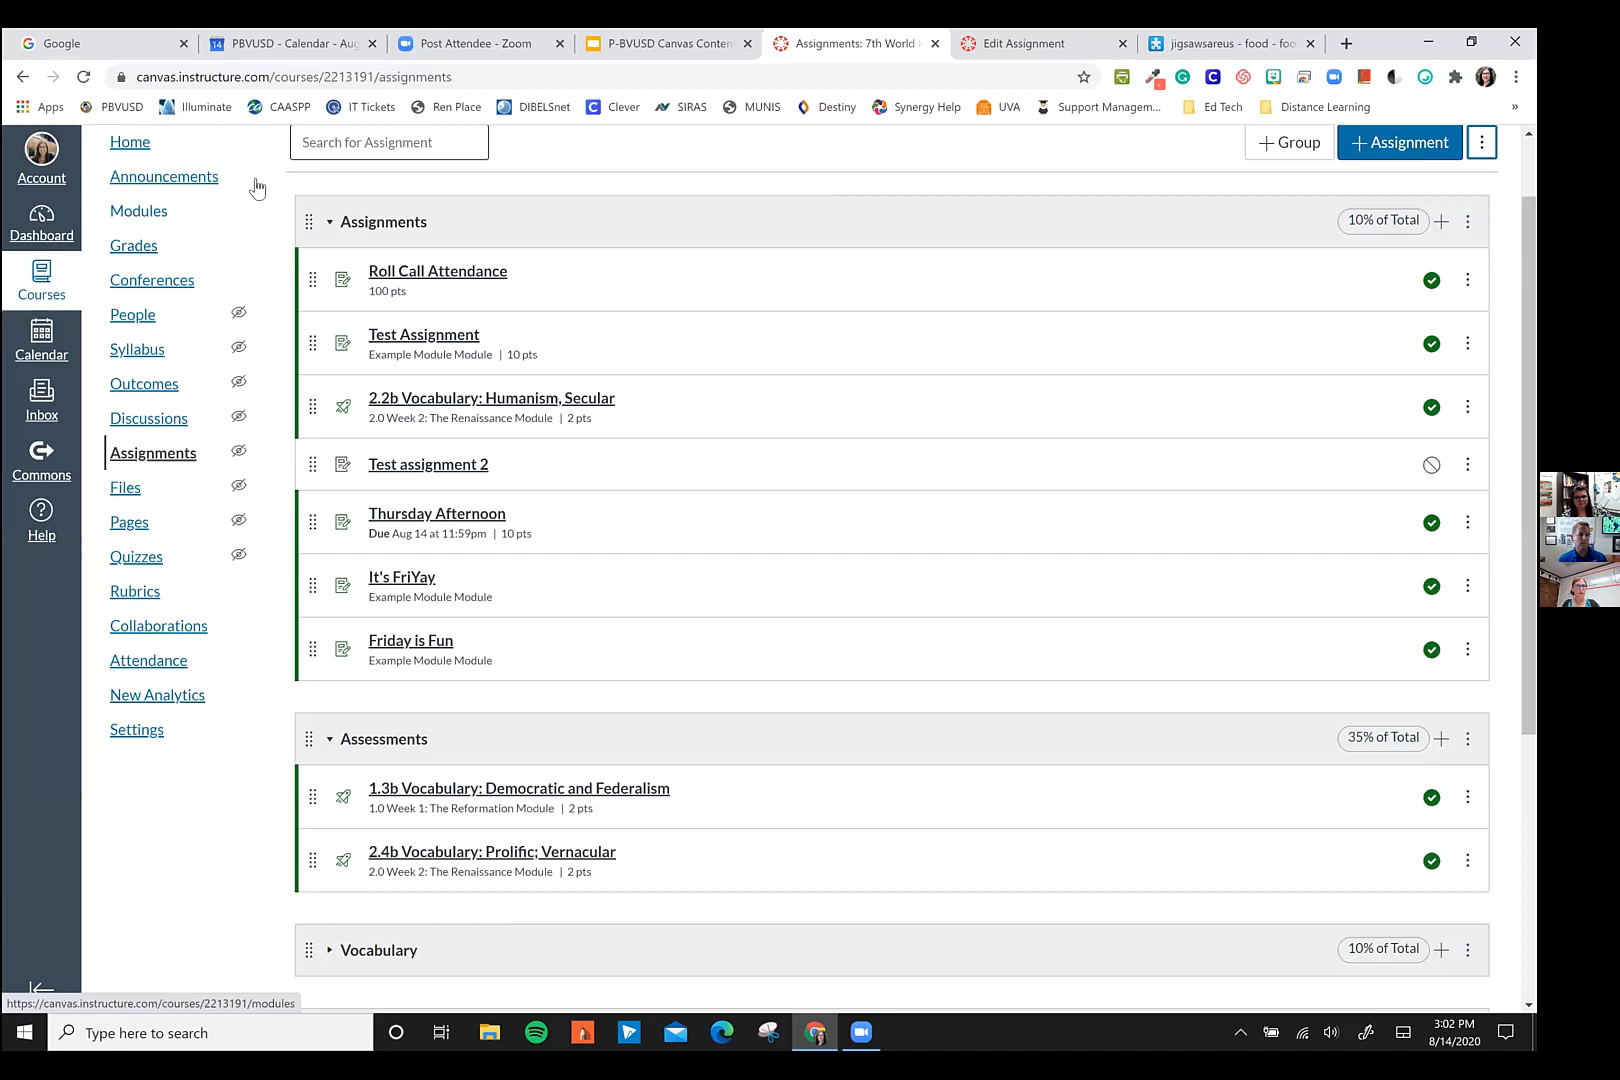 Google
14
PBVUSD - Calendar - Aug
Post Attendee - Zoom
P-BVUSD Canvas Conten
Assignments: 7th World
Edit Assignment
jigsawsareus - food - foo
canvas.instructure.com/courses/2213191/assignments
Apps
PBVUSD
Illuminate
CAASPP
IT Tickets
Ren Place
DIBELSnet
Clever
SIRAS
MUNIS
Destiny
Synergy Help
UVA
Support Managem...
Ed Tech
Distance Learning
»
Account
Dashboard
Courses
Calendar
Inbox
Commons
Help
Home
Announcements
Modules
Grades
Conferences
People
Syllabus
Outcomes
Discussions
Assignments
Files
Pages
Quizzes
Rubrics
Collaborations
Attendance
New Analytics
Settings
Search for Assignment
+ Group
+ Assignment
Assignments
10% of Total
Roll Call Attendance
100 pts
Test Assignment
Example Module Module | 10 pts
2.2b Vocabulary: Humanism, Secular
2.0 Week 2: The Renaissance Module | 2 pts
Test assignment 2
Thursday Afternoon
Due Aug 14 at 11:59pm | 10 pts
It's FriYay
Example Module Module
Friday is Fun
Example Module Module
Assessments
35% of Total
1.3b Vocabulary: Democratic and Federalism
1.0 Week 1: The Reformation Module | 2 pts
2.4b Vocabulary: Prolific; Vernacular
2.0 Week 2: The Renaissance Module | 2 pts
Vocabulary
10% of Total
https://canvas.instructure.com/courses/2213191/modules
Type here to search
3:02 PM
8/14/2020